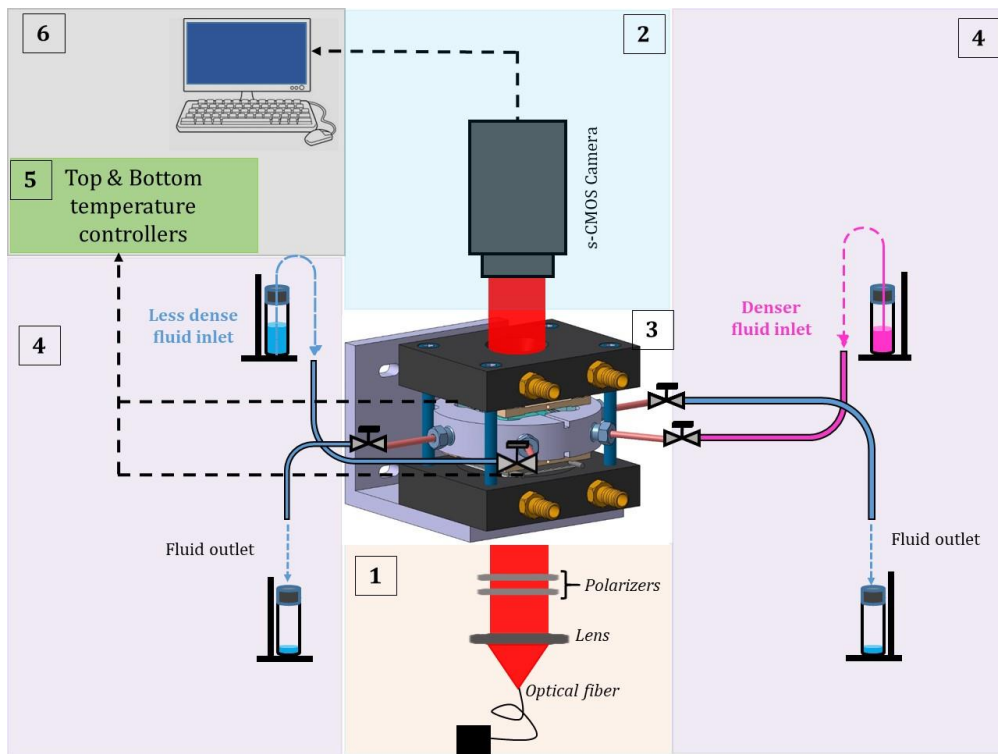 6
2
4
5
Top & Bottom
temperature
controllers
s-CMOS Camera
Less dense
fluid inlet
Denser
fluid inlet
4
3
Fluid outlet
Fluid outlet
1
Polarizers
Lens
Optical fiber